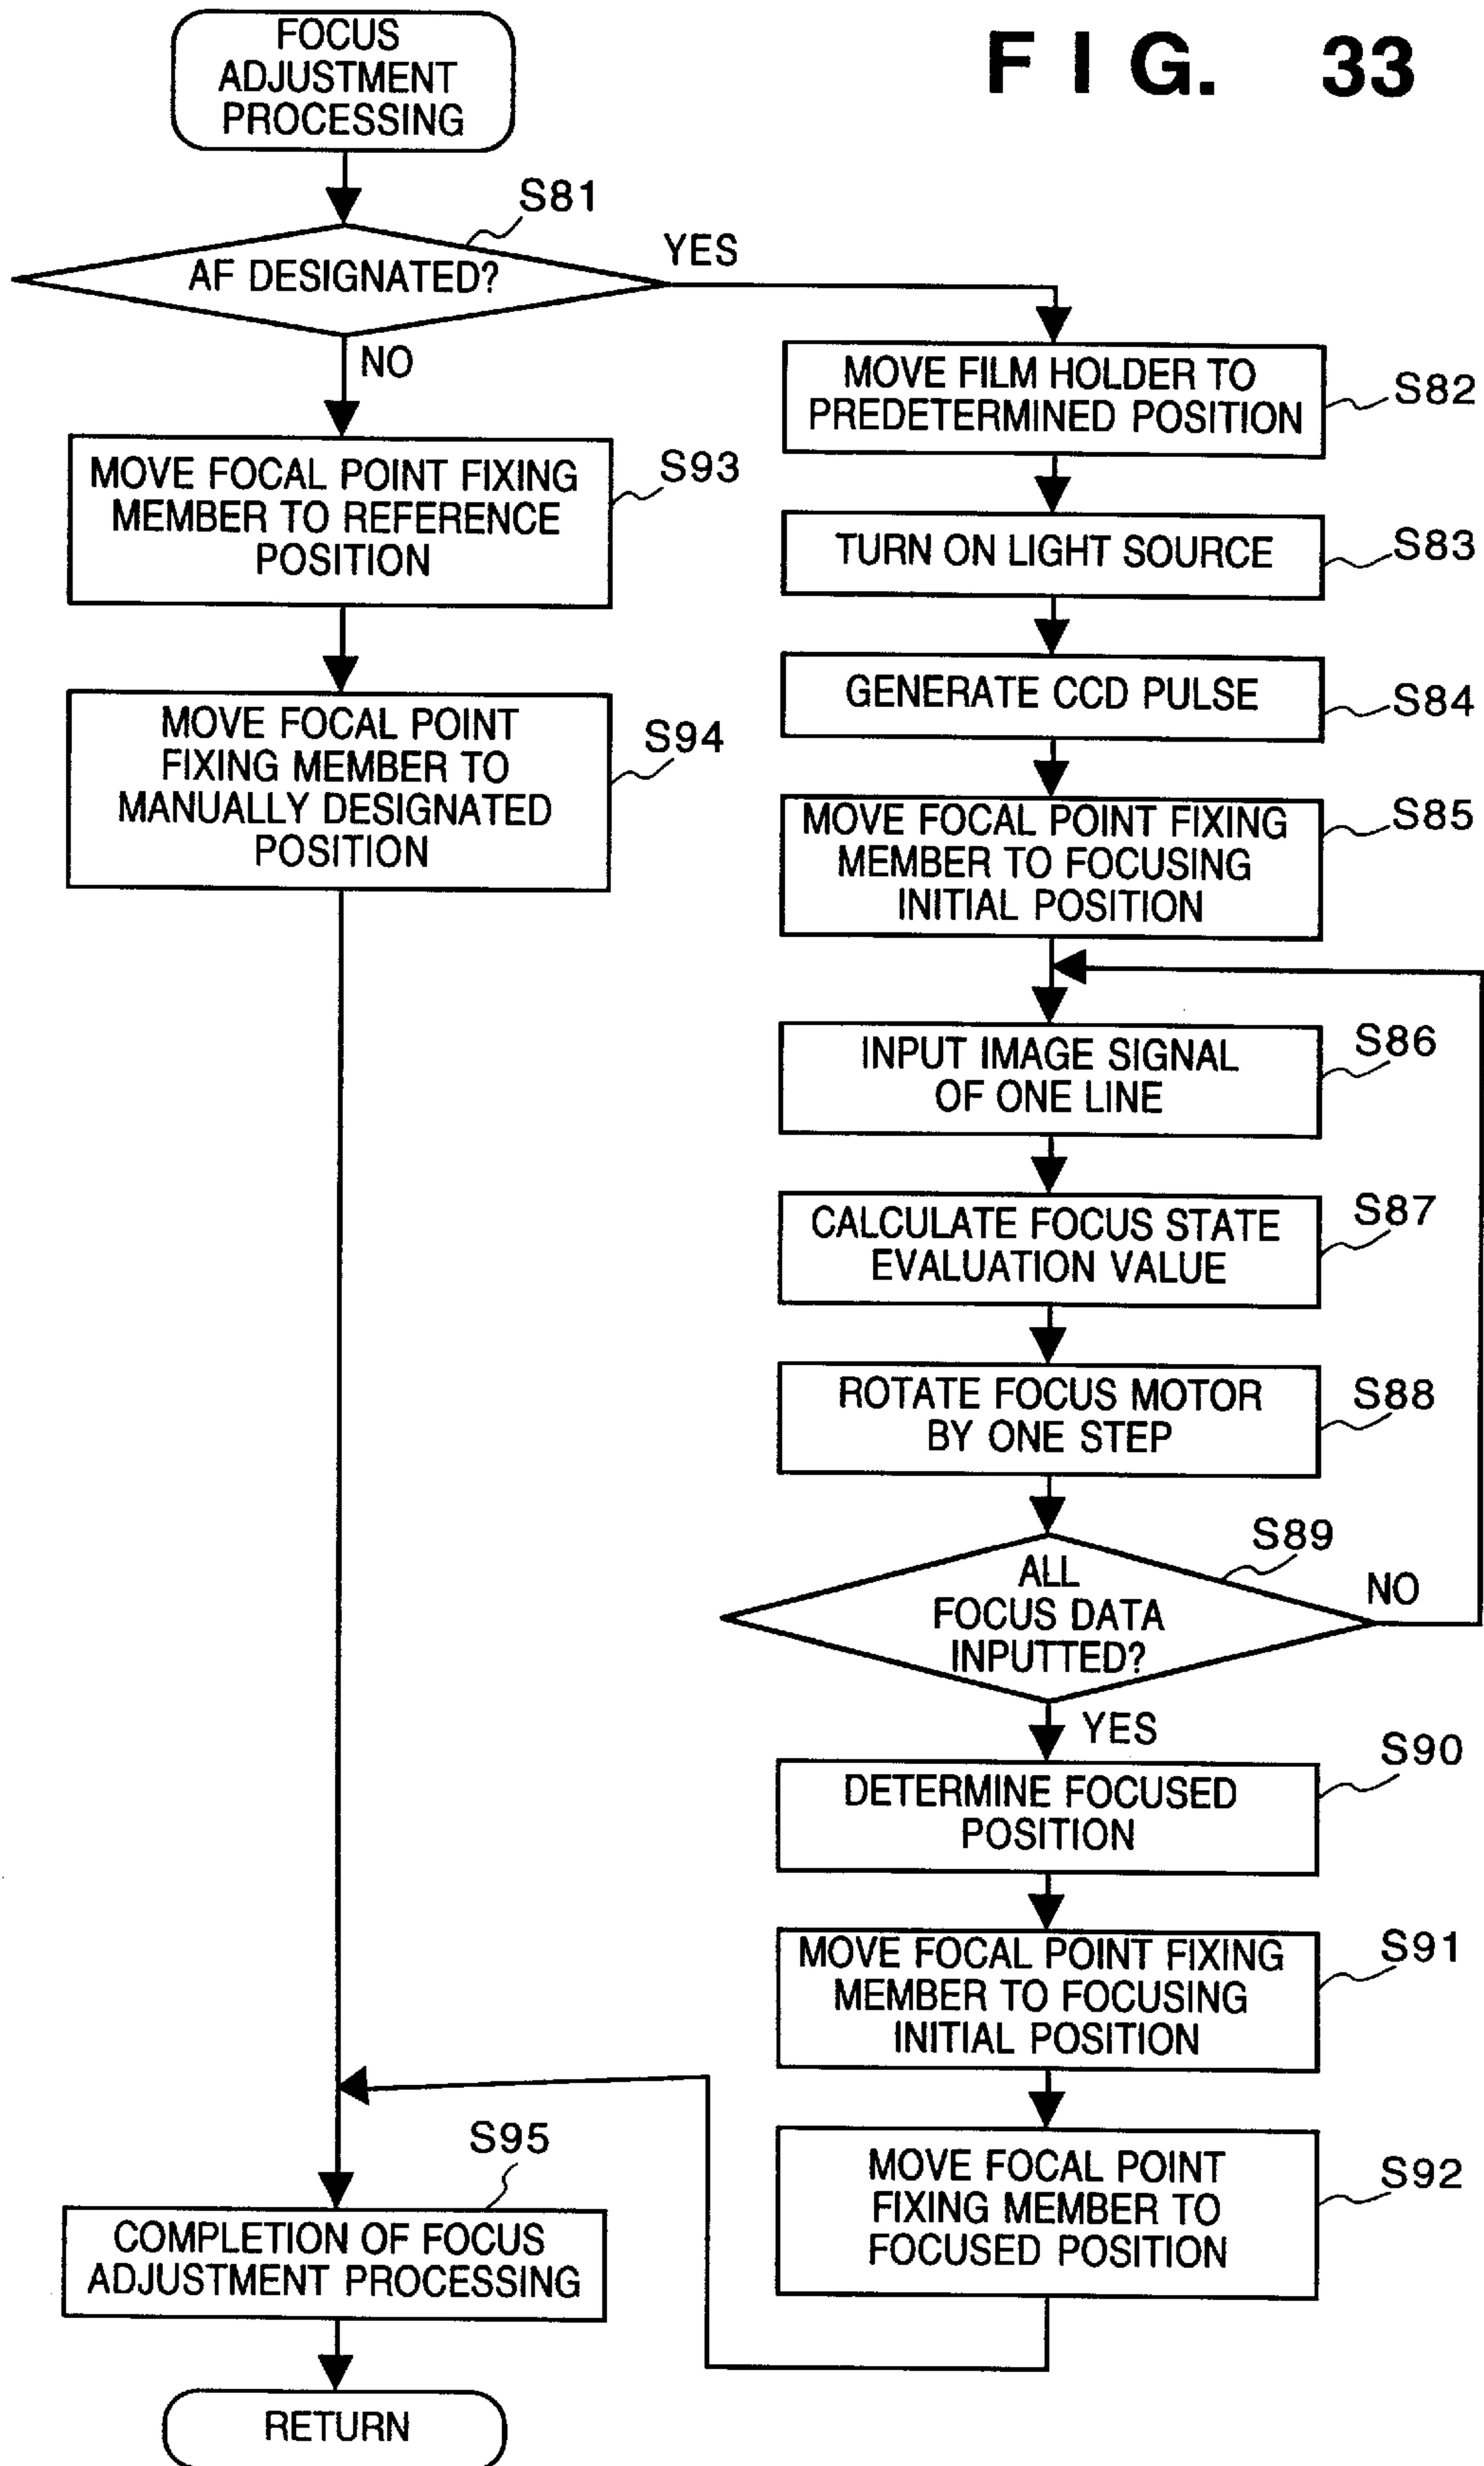 FIG. 33
FOCUS
ADJUSTMENT
PROCESSING
S81
AF DESIGNATED?
YES
NO
MOVE FOCAL POINT FIXING
MEMBER TO REFERENCE
POSITION
S93
MOVE FOCAL POINT
FIXING MEMBER TO
MANUALLY DESIGNATED
POSITION
S94
MOVE FILM HOLDER TO
PREDETERMINED POSITION
S82
TURN ON LIGHT SOURCE
S83
GENERATE CCD PULSE
S84
MOVE FOCAL POINT FIXING
MEMBER TO FOCUSING
INITIAL POSITION
S85
INPUT IMAGE SIGNAL
OF ONE LINE
S86
CALCULATE FOCUS STATE
EVALUATION VALUE
S87
ROTATE FOCUS MOTOR
BY ONE STEP
S88
S89
ALL
FOCUS DATA
INPUTTED?
NO
YES
DETERMINE FOCUSED
POSITION
S90
MOVE FOCAL POINT FIXING
MEMBER TO FOCUSING
INITIAL POSITION
S91
MOVE FOCAL POINT
FIXING MEMBER TO
FOCUSED POSITION
S92
S95
COMPLETION OF FOCUS
ADJUSTMENT PROCESSING
RETURN